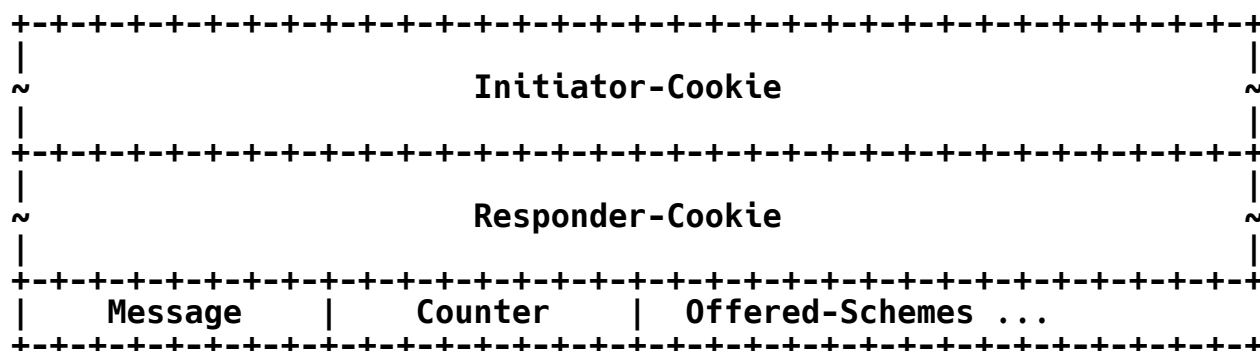 +-+-+-+-+-+-+-+-+-+-+-+-+-+-+-+-+-+-+-+-+-+-+-+-+-+-+-+-+-+-+-+-+-+
|                                                               |
~                       Initiator-Cookie                        ~
|                                                               |
+-+-+-+-+-+-+-+-+-+-+-+-+-+-+-+-+-+-+-+-+-+-+-+-+-+-+-+-+-+-+-+-+-+
|                                                               |
~                       Responder-Cookie                        ~
|                                                               |
+-+-+-+-+-+-+-+-+-+-+-+-+-+-+-+-+-+-+-+-+-+-+-+-+-+-+-+-+-+-+-+-+-+
|    Message    |    Counter    |  Offered-Schemes ...
+-+-+-+-+-+-+-+-+-+-+-+-+-+-+-+-+-+-+-+-+-+-+-+-+-+-+-+-+-+-+-+-+-+